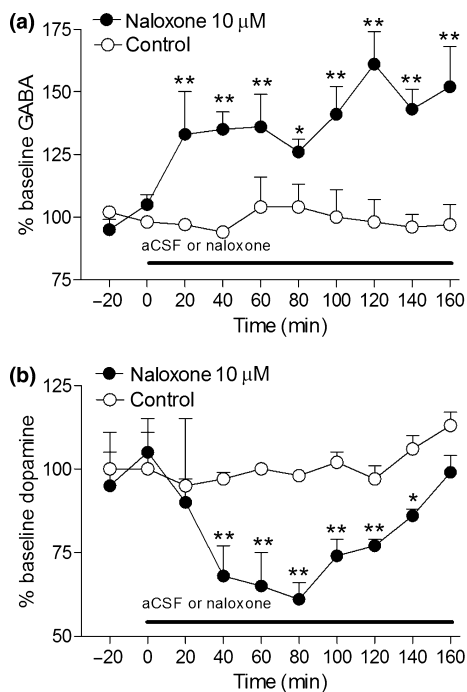 (a)
Naloxone 10 μM
Control
% baseline GABA
175
150
125
100
75
** ** ** * ** ** ** **
aCSF or naloxone
−20 0 20 40 60 80 100 120 140 160
Time (min)
(b)
Naloxone 10 μM
Control
% baseline dopamine
125
100
75
50
** ** ** ** ** *
aCSF or naloxone
−20 0 20 40 60 80 100 120 140 160
Time (min)